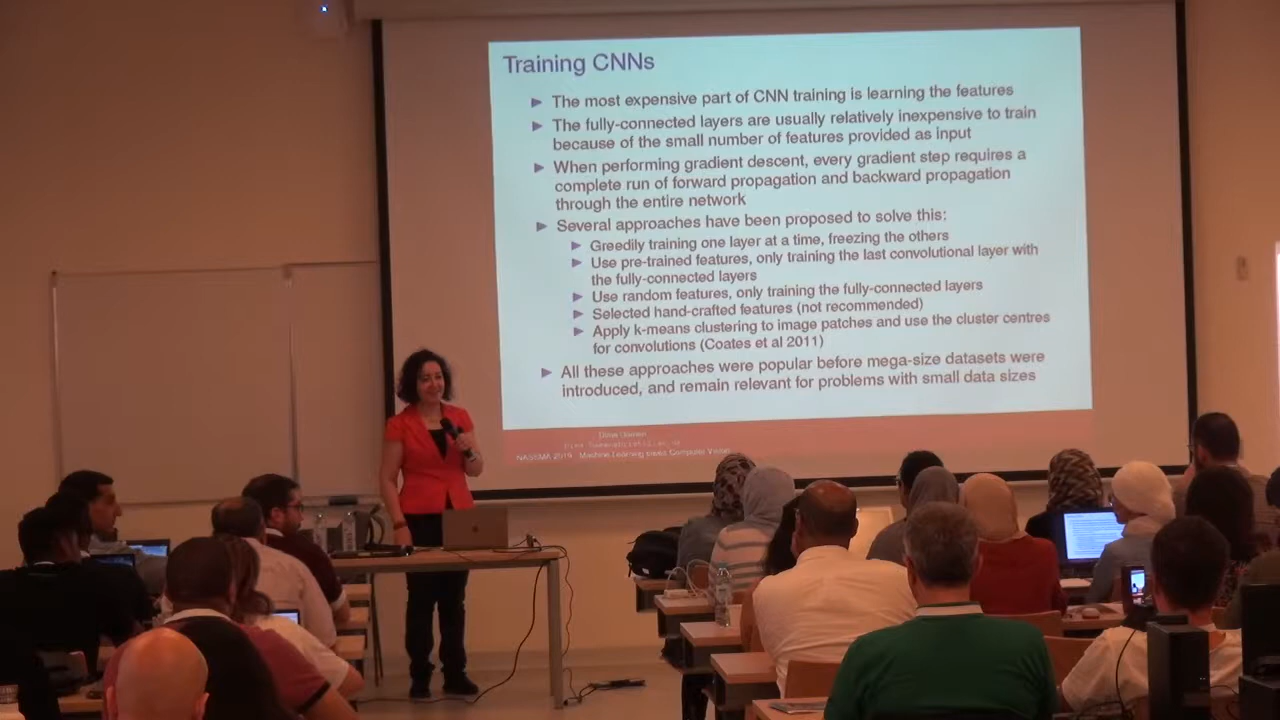 Training CNNs
► The most expensive part of CNN training is learning the features
► The fully-connected layers are usually relatively inexpensive to train
because of the small number of features provided as input
► When performing gradient descent, every gradient step requires a
complete run of forward propagation and backward propagation
through the entire network
► Several approaches have been proposed to solve this:
► Greedily training one layer at a time, freezing the others
► Use pre-trained features, only training the last convolutional layer with
the fully-connected layers
► Use random features, only training the fully-connected layers
► Selected hand-crafted features (not recommended)
► Apply k-means clustering to image patches and use the cluster centres
for convolutions (Coates et al 2011)
► All these approaches were popular before mega-size datasets were
introduced, and remain relevant for problems with small data sizes
2019 Machine Learning meets Computer Vision